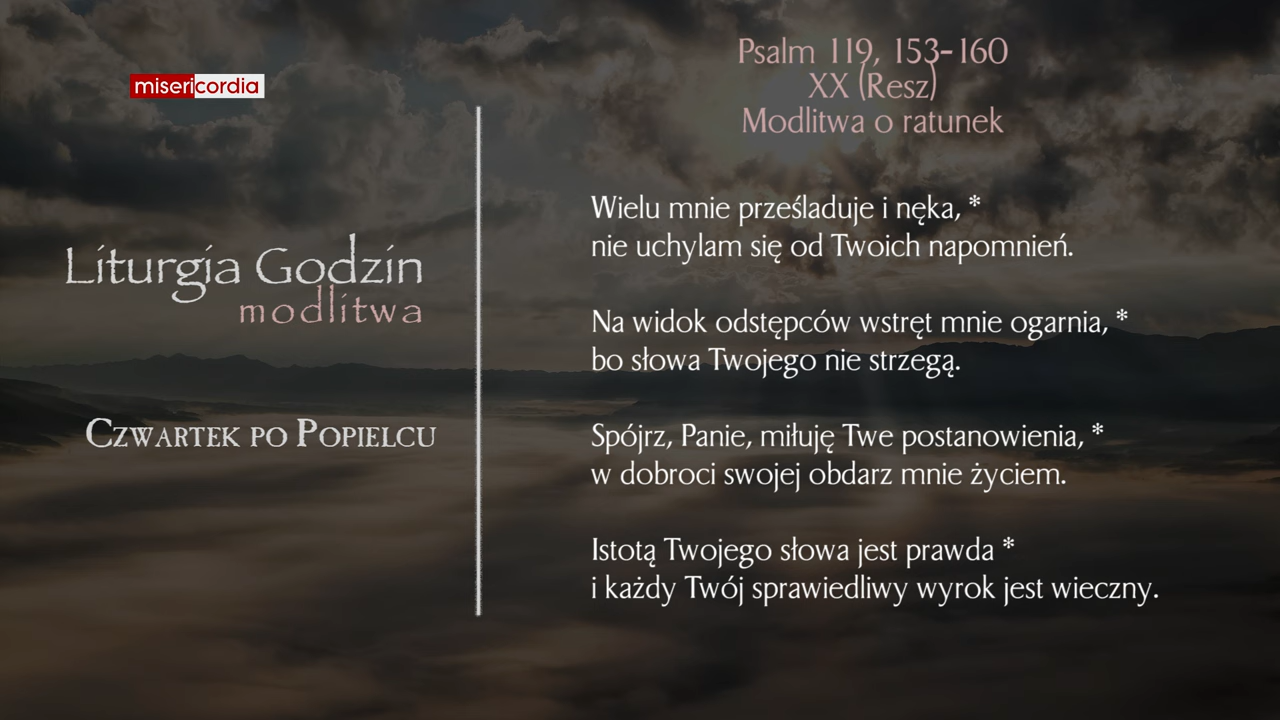 misericordia
Liturgia Godzin
modlitwa
Czwartek po Popielcu
Psalm 119, 153-160
XX (Resz)
Modlitwa o ratunek
Wielu mnie prześladuje i nęka, *
nie uchylam się od Twoich napomnień.
Na widok odstępców wstręt mnie ogarnia, *
bo słowa Twojego nie strzegą.
Spójrz, Panie, miłuję Twe postanowienia, *
w dobroci swojej obdarz mnie życiem.
Istotą Twojego słowa jest prawda *
i każdy Twój sprawiedliwy wyrok jest wieczny.